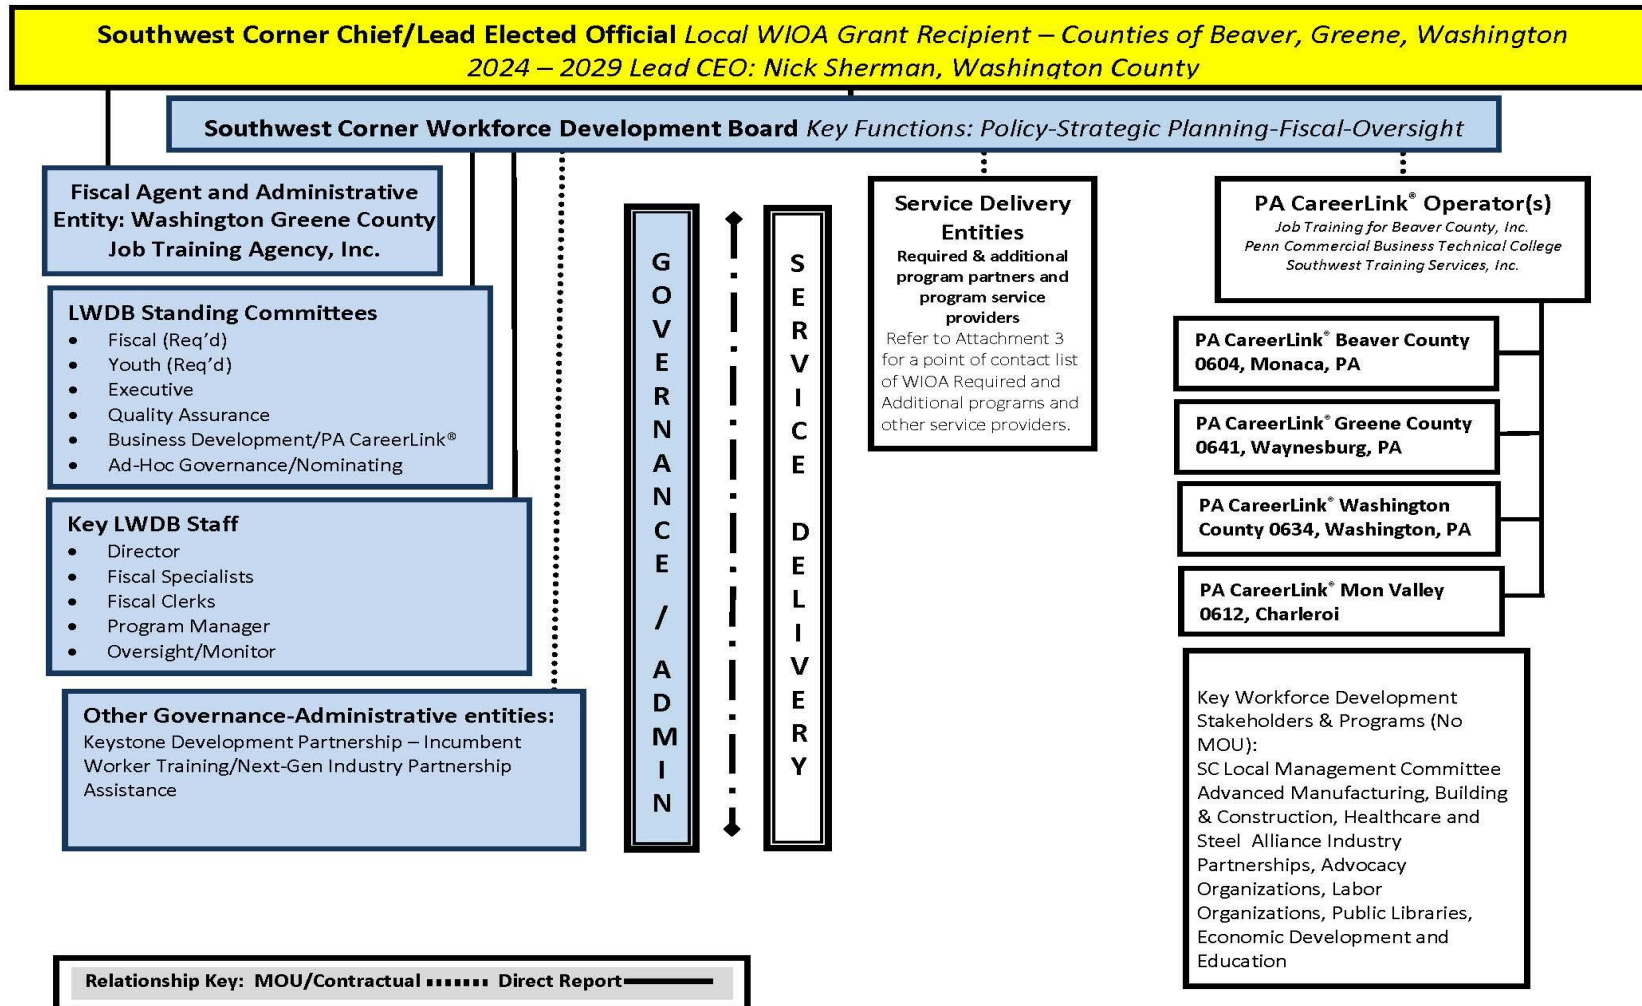 Southwest Corner Chief/Lead Elected Official Local WIOA Grant Recipient – Counties of Beaver, Greene, Washington
2024 – 2029 Lead CEO: Nick Sherman, Washington County
Southwest Corner Workforce Development Board Key Functions: Policy-Strategic Planning-Fiscal-Oversight
Fiscal Agent and Administrative
Entity: Washington Greene County
Job Training Agency, Inc.
LWDB Standing Committees
• Fiscal (Req’d)
• Youth (Req’d)
• Executive
• Quality Assurance
• Business Development/PA CareerLink®
• Ad-Hoc Governance/Nominating
Key LWDB Staff
• Director
• Fiscal Specialists
• Fiscal Clerks
• Program Manager
• Oversight/Monitor
Other Governance-Administrative entities:
Keystone Development Partnership – Incumbent
Worker Training/Next-Gen Industry Partnership
Assistance
GOVERNANCE / ADMIN
SERVICE DELIVERY
Service Delivery
Entities
Required & additional
program partners and
program service
providers
Refer to Attachment 3
for a point of contact list
of WIOA Required and
Additional programs and
other service providers.
PA CareerLink® Operator(s)
Job Training for Beaver County, Inc.
Penn Commercial Business Technical College
Southwest Training Services, Inc.
PA CareerLink® Beaver County
0604, Monaca, PA
PA CareerLink® Greene County
0641, Waynesburg, PA
PA CareerLink® Washington
County 0634, Washington, PA
PA CareerLink® Mon Valley
0612, Charleroi
Key Workforce Development
Stakeholders & Programs (No
MOU):
SC Local Management Committee
Advanced Manufacturing, Building
& Construction, Healthcare and
Steel Alliance Industry
Partnerships, Advocacy
Organizations, Labor
Organizations, Public Libraries,
Economic Development and
Education
Relationship Key: MOU/Contractual Direct Report